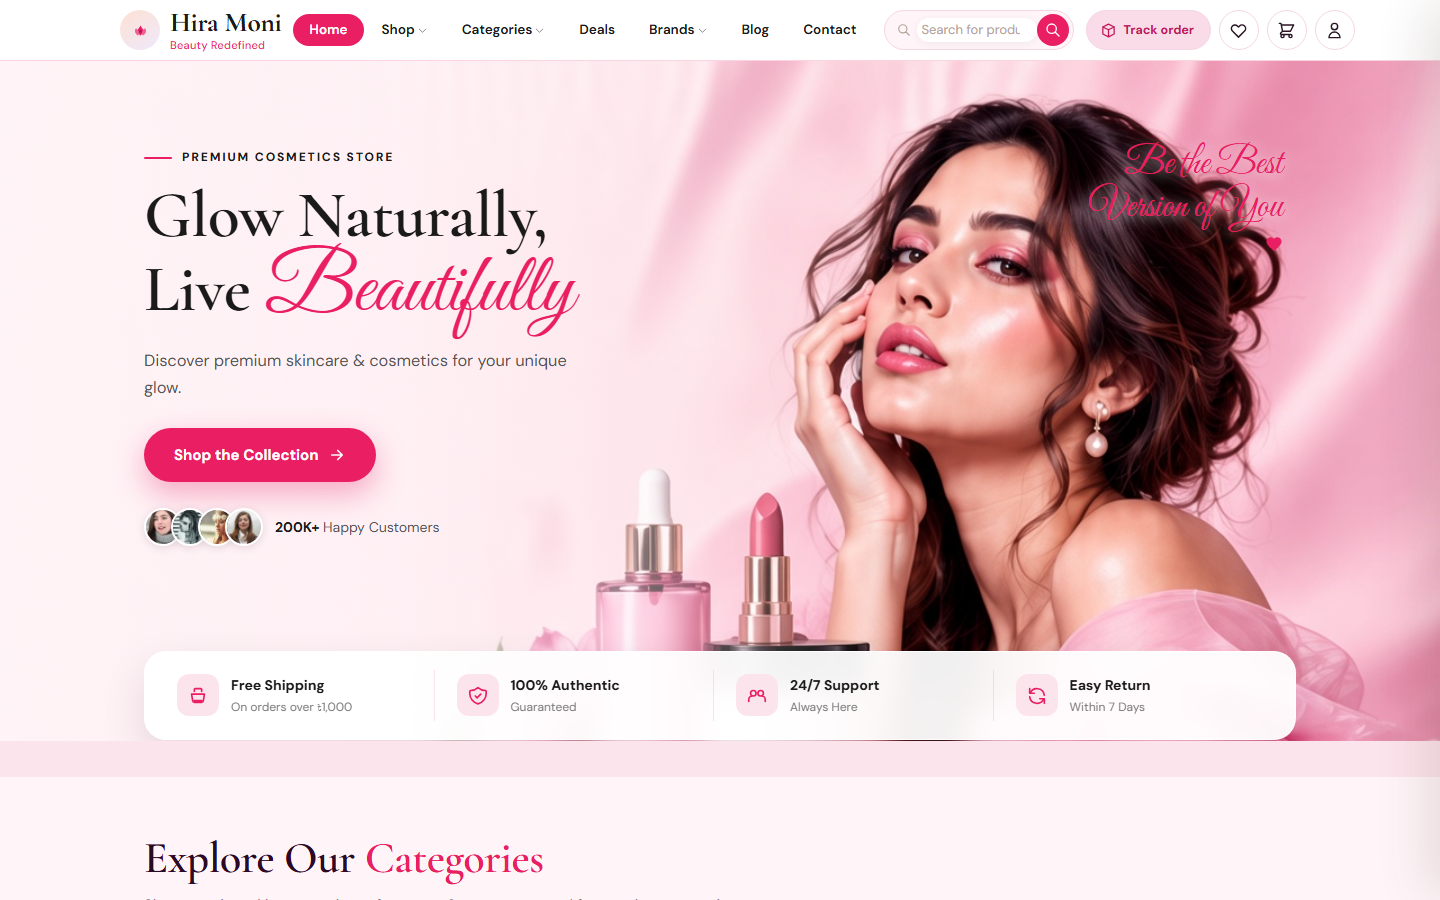 Hira Moni
Beauty Redefined
Home
Shop
Categories
Deals
Brands
Blog
Contact
Search for produ
Track order
PREMIUM COSMETICS STORE
Glow Naturally,
Live Beautifully
Be the Best
Version of You
Discover premium skincare & cosmetics for your unique
glow.
Shop the Collection
200K+ Happy Customers
Free Shipping
On orders over ৳1,000
100% Authentic
Guaranteed
24/7 Support
Always Here
Easy Return
Within 7 Days
Explore Our Categories